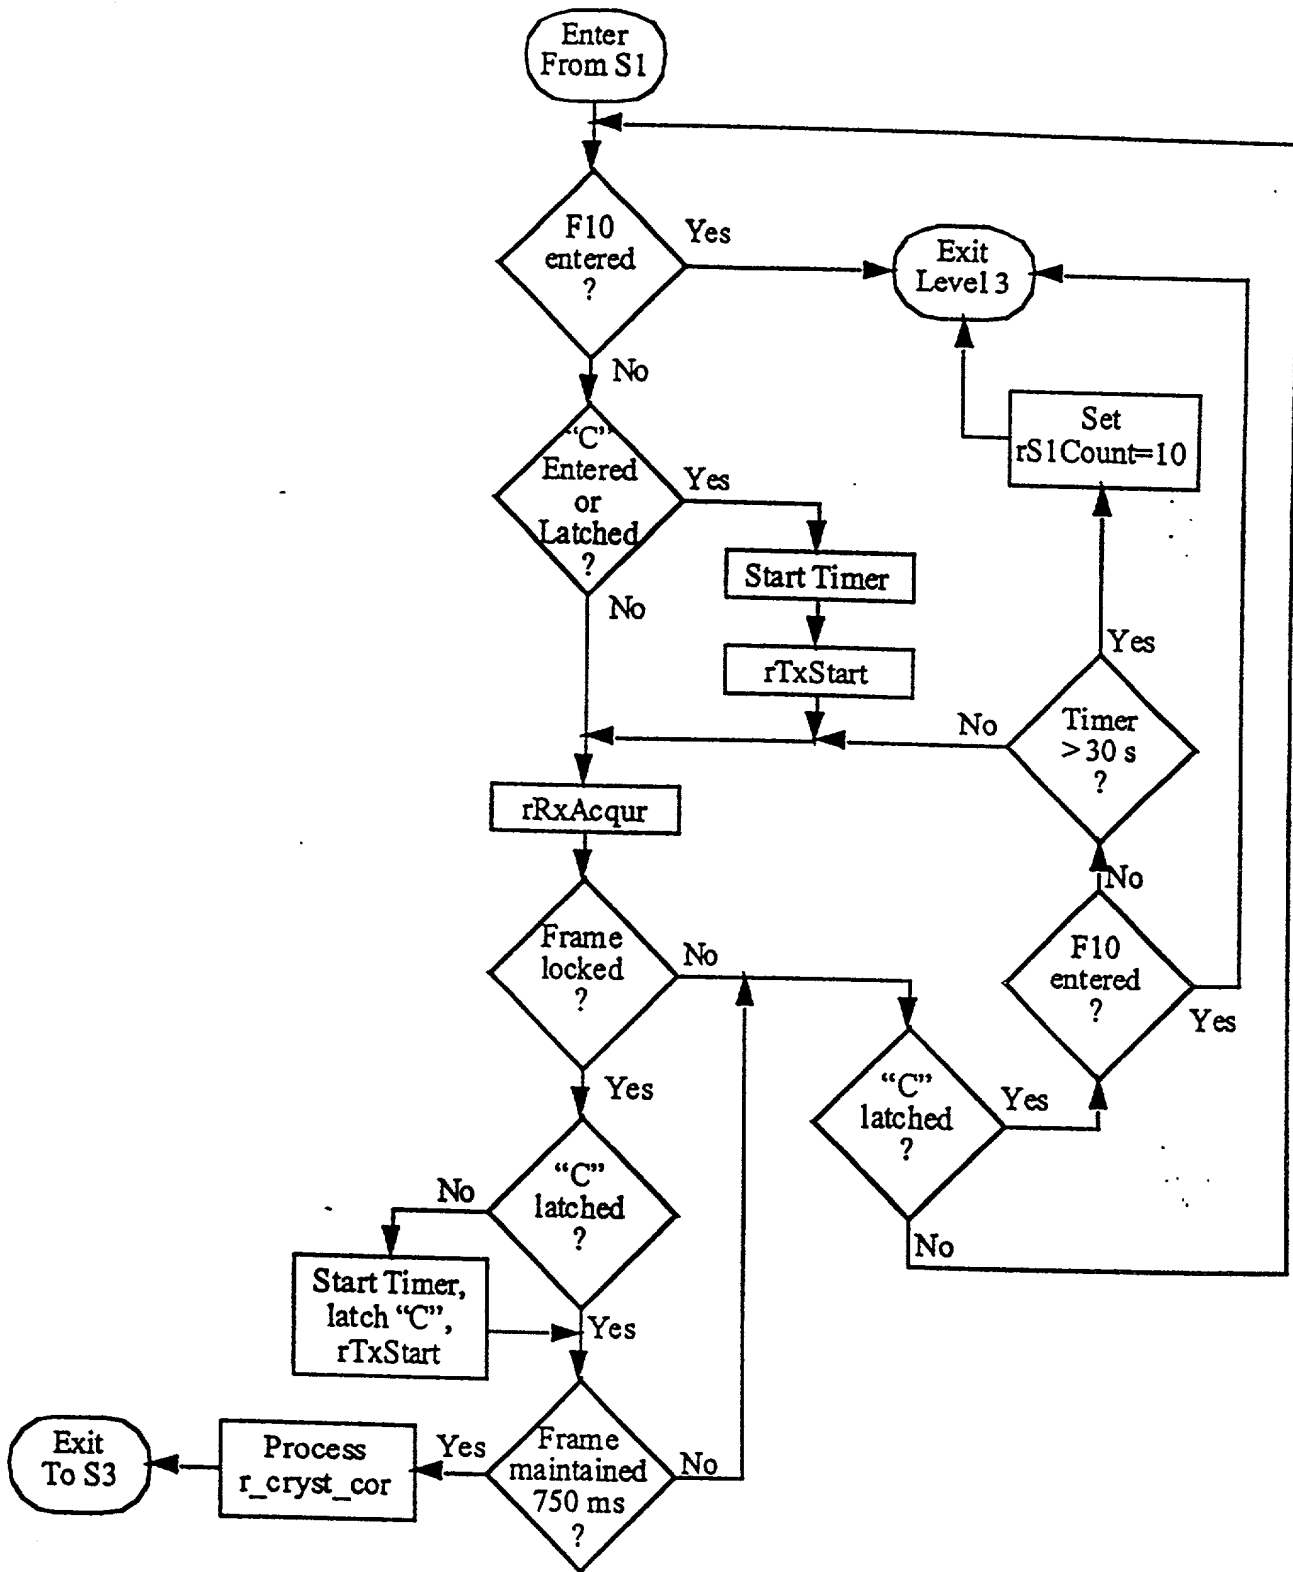 Enter
From S1
F10
entered
?
Yes
Exit
Level 3
No
Set
rS1Count=10
“C”
Entered
or
Latched
?
Yes
Start Timer
No
rTxStart
Yes
Timer
> 30 s
?
No
rRxAcqur
No
Frame
locked
?
No
F10
entered
?
Yes
“C”
latched
?
Yes
Yes
“C”
latched
?
No
No
Start Timer,
latch “C”,
rTxStart
Yes
Exit
To S3
Process
r_cryst_cor
Yes
Frame
maintained
750 ms
?
No